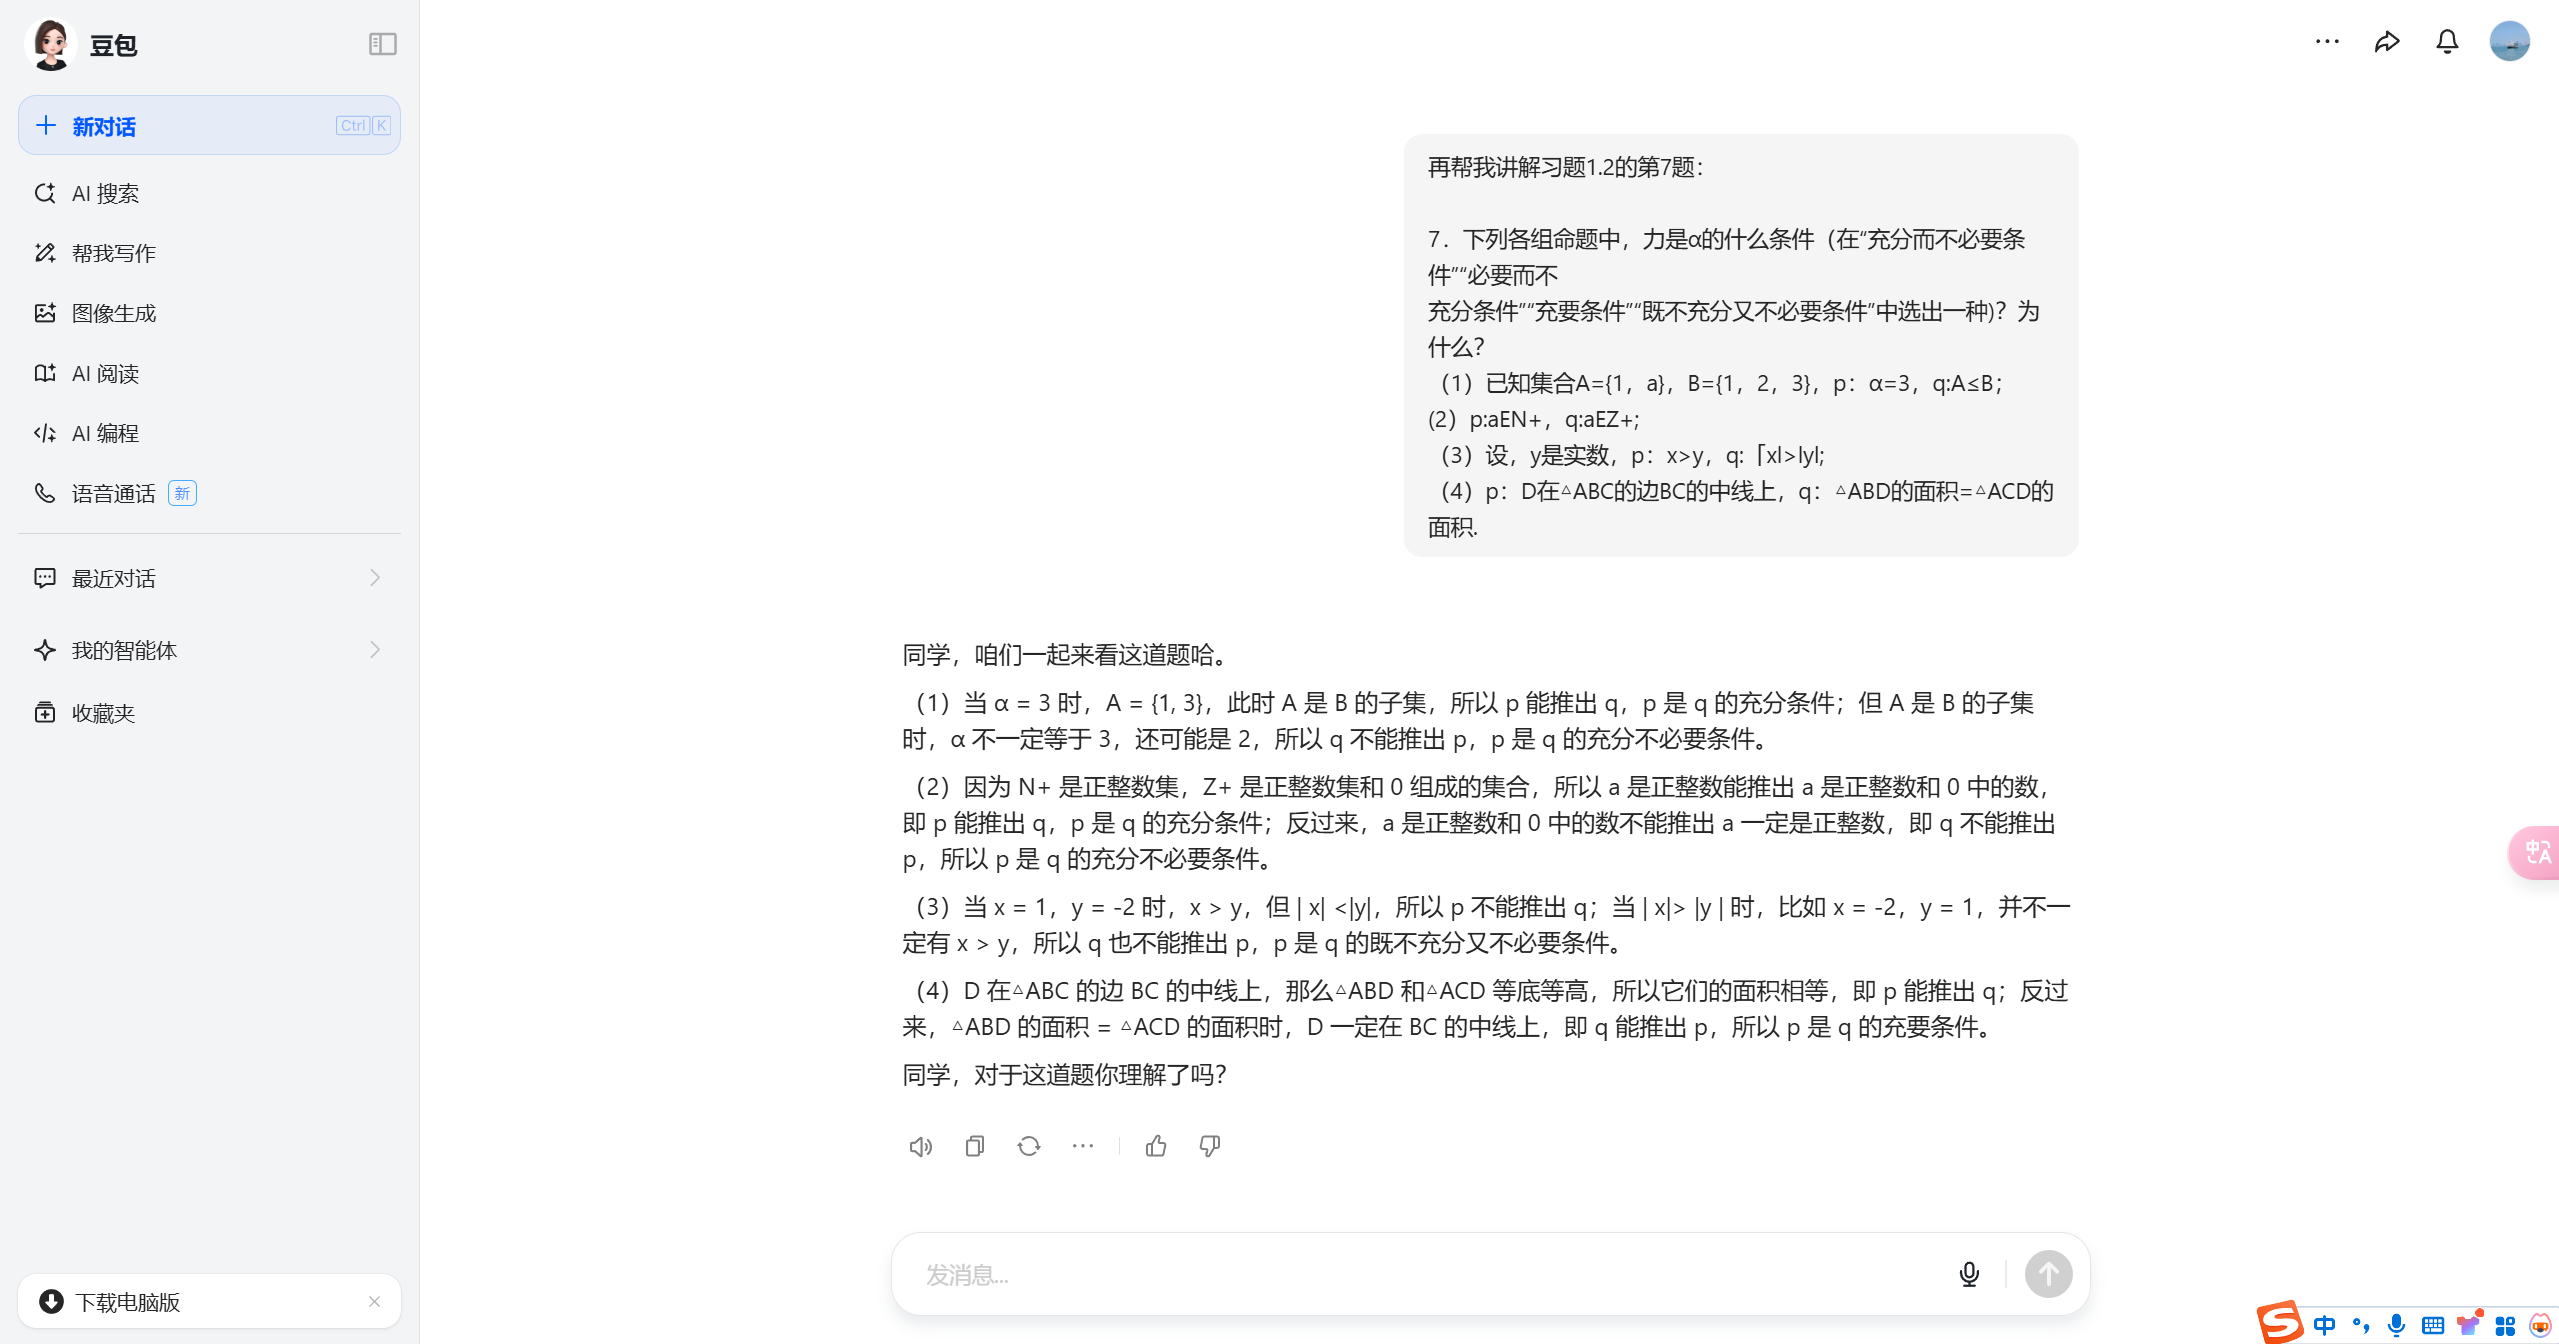 豆包
新对话
Ctrl K
AI 搜索
帮我写作
图像生成
AI 阅读
AI 编程
语音通话 新
最近对话
我的智能体
收藏夹
下载电脑版
再帮我讲解习题1.2的第7题：
7．下列各组命题中，力是α的什么条件（在“充分而不必要条
件”“必要而不
充分条件”“充要条件”“既不充分又不必要条件”中选出一种)？为
什么？
（1）已知集合A={1，a}，B={1，2，3}，p：α=3，q:A≤B；
(2）p:aEN+，q:aEZ+;
（3）设，y是实数，p：x>y，q:「xl>lyl;
（4）p：D在△ABC的边BC的中线上，q：△ABD的面积=△ACD的
面积.
同学，咱们一起来看这道题哈。
（1）当 α = 3 时，A = {1, 3}，此时 A 是 B 的子集，所以 p 能推出 q，p 是 q 的充分条件；但 A 是 B 的子集
时，α 不一定等于 3，还可能是 2，所以 q 不能推出 p，p 是 q 的充分不必要条件。
（2）因为 N+ 是正整数集，Z+ 是正整数集和 0 组成的集合，所以 a 是正整数能推出 a 是正整数和 0 中的数，
即 p 能推出 q，p 是 q 的充分条件；反过来，a 是正整数和 0 中的数不能推出 a 一定是正整数，即 q 不能推出
p，所以 p 是 q 的充分不必要条件。
（3）当 x = 1，y = -2 时，x > y，但 | x| <|y|，所以 p 不能推出 q；当 | x|> |y | 时，比如 x = -2，y = 1，并不一
定有 x > y，所以 q 也不能推出 p，p 是 q 的既不充分又不必要条件。
（4）D 在△ABC 的边 BC 的中线上，那么△ABD 和△ACD 等底等高，所以它们的面积相等，即 p 能推出 q；反过
来，△ABD 的面积 = △ACD 的面积时，D 一定在 BC 的中线上，即 q 能推出 p，所以 p 是 q 的充要条件。
同学，对于这道题你理解了吗？
发消息...
中A
S 中